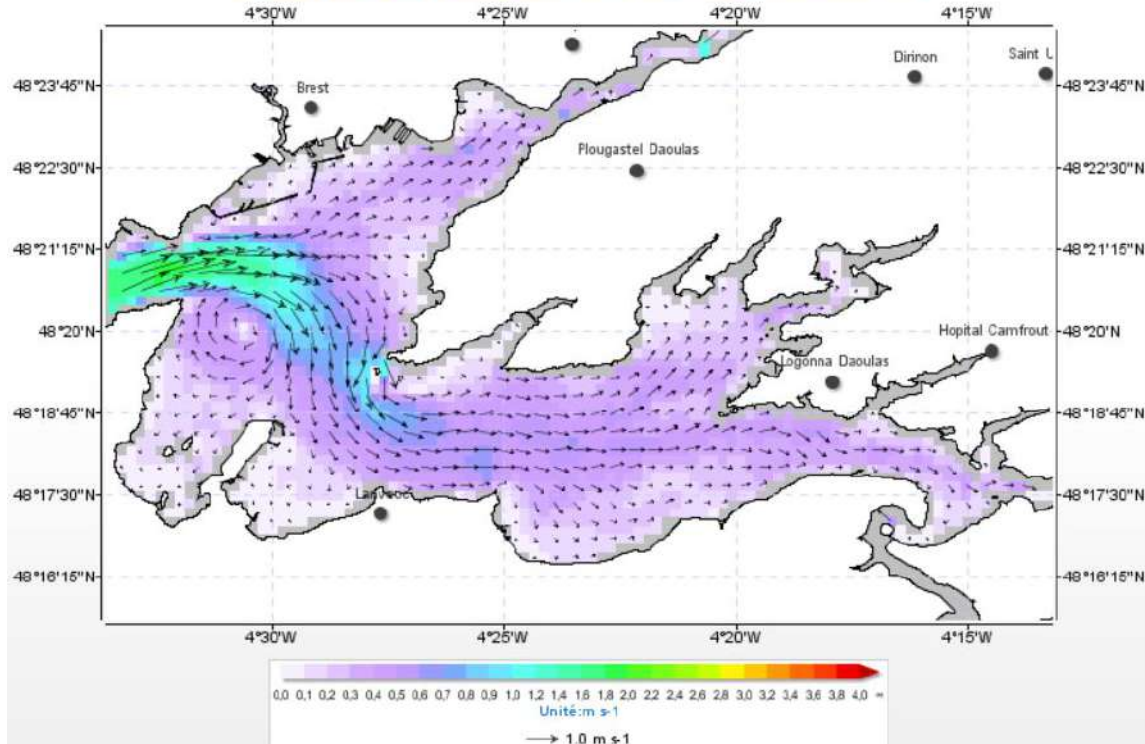 4°30'W 4°25'W 4°20'W 4°15'W
Dirinon
Saint U
48°23'45"N 48°23'45"N
Brest
Plougastel Daoulas
48°22'30"N 48°22'30"N
48°21'15"N 48°21'15"N
48°20'N 48°20'N
Hopital Camfrout
Logonna Daoulas
48°18'45"N 48°18'45"N
48°17'30"N 48°17'30"N
48°16'15"N 48°16'15"N
4°30'W 4°25'W 4°20'W 4°15'W
0,0 0,1 0,2 0,3 0,4 0,5 0,6 0,7 0,8 0,9 1,0 1,2 1,4 1,6 1,8 2,0 2,2 2,4 2,6 2,8 3,0 3,2 3,4 3,6 3,8 4,0 ∞
Unité:m s-1
1.0 m s-1